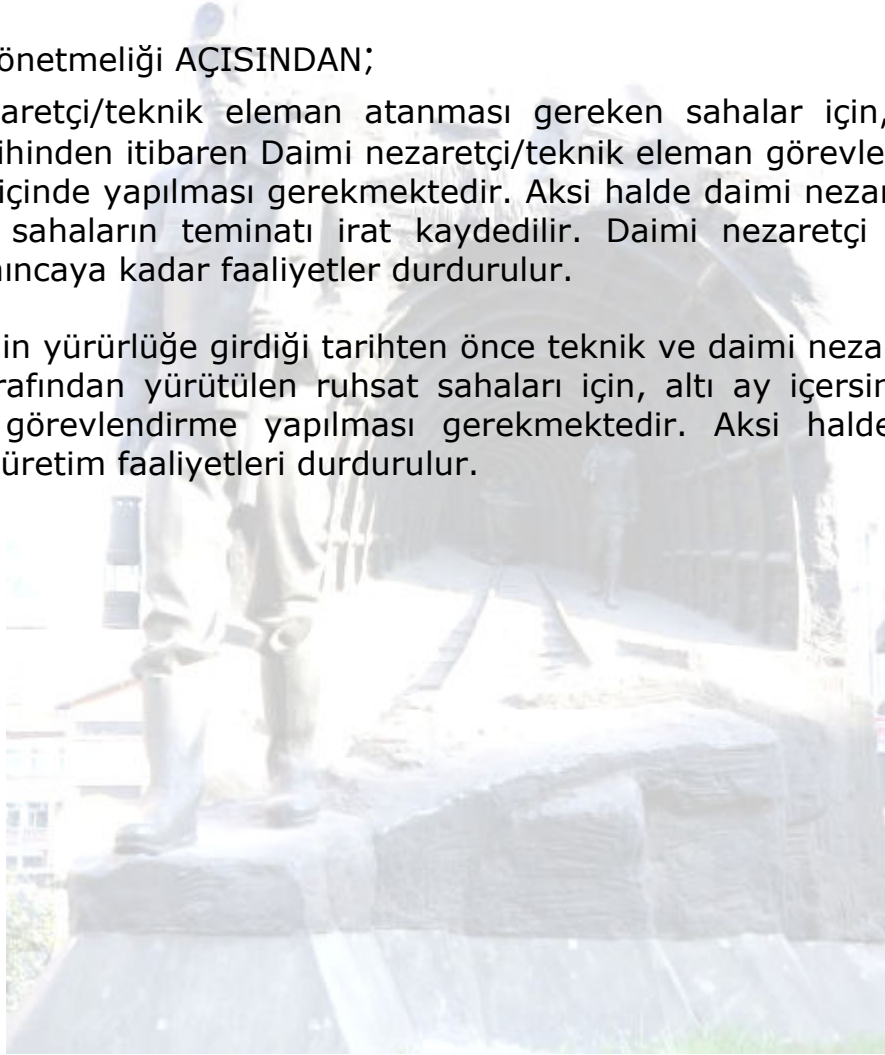 önetmeliği AÇISINDAN;
aretçi/teknik eleman atanması gereken sahalar için,
ihinden itibaren Daimi nezaretçi/teknik eleman görevle
içinde yapılması gerekmektedir. Aksi halde daimi nezar
sahaların teminatı irat kaydedilir. Daimi nezaretçi
nıncaya kadar faaliyetler durdurulur.
in yürürlüğe girdiği tarihten önce teknik ve daimi neza
rafından yürütülen ruhsat sahaları için, altı ay içersin
görevlendirme yapılması gerekmektedir. Aksi halde
üretim faaliyetleri durdurulur.